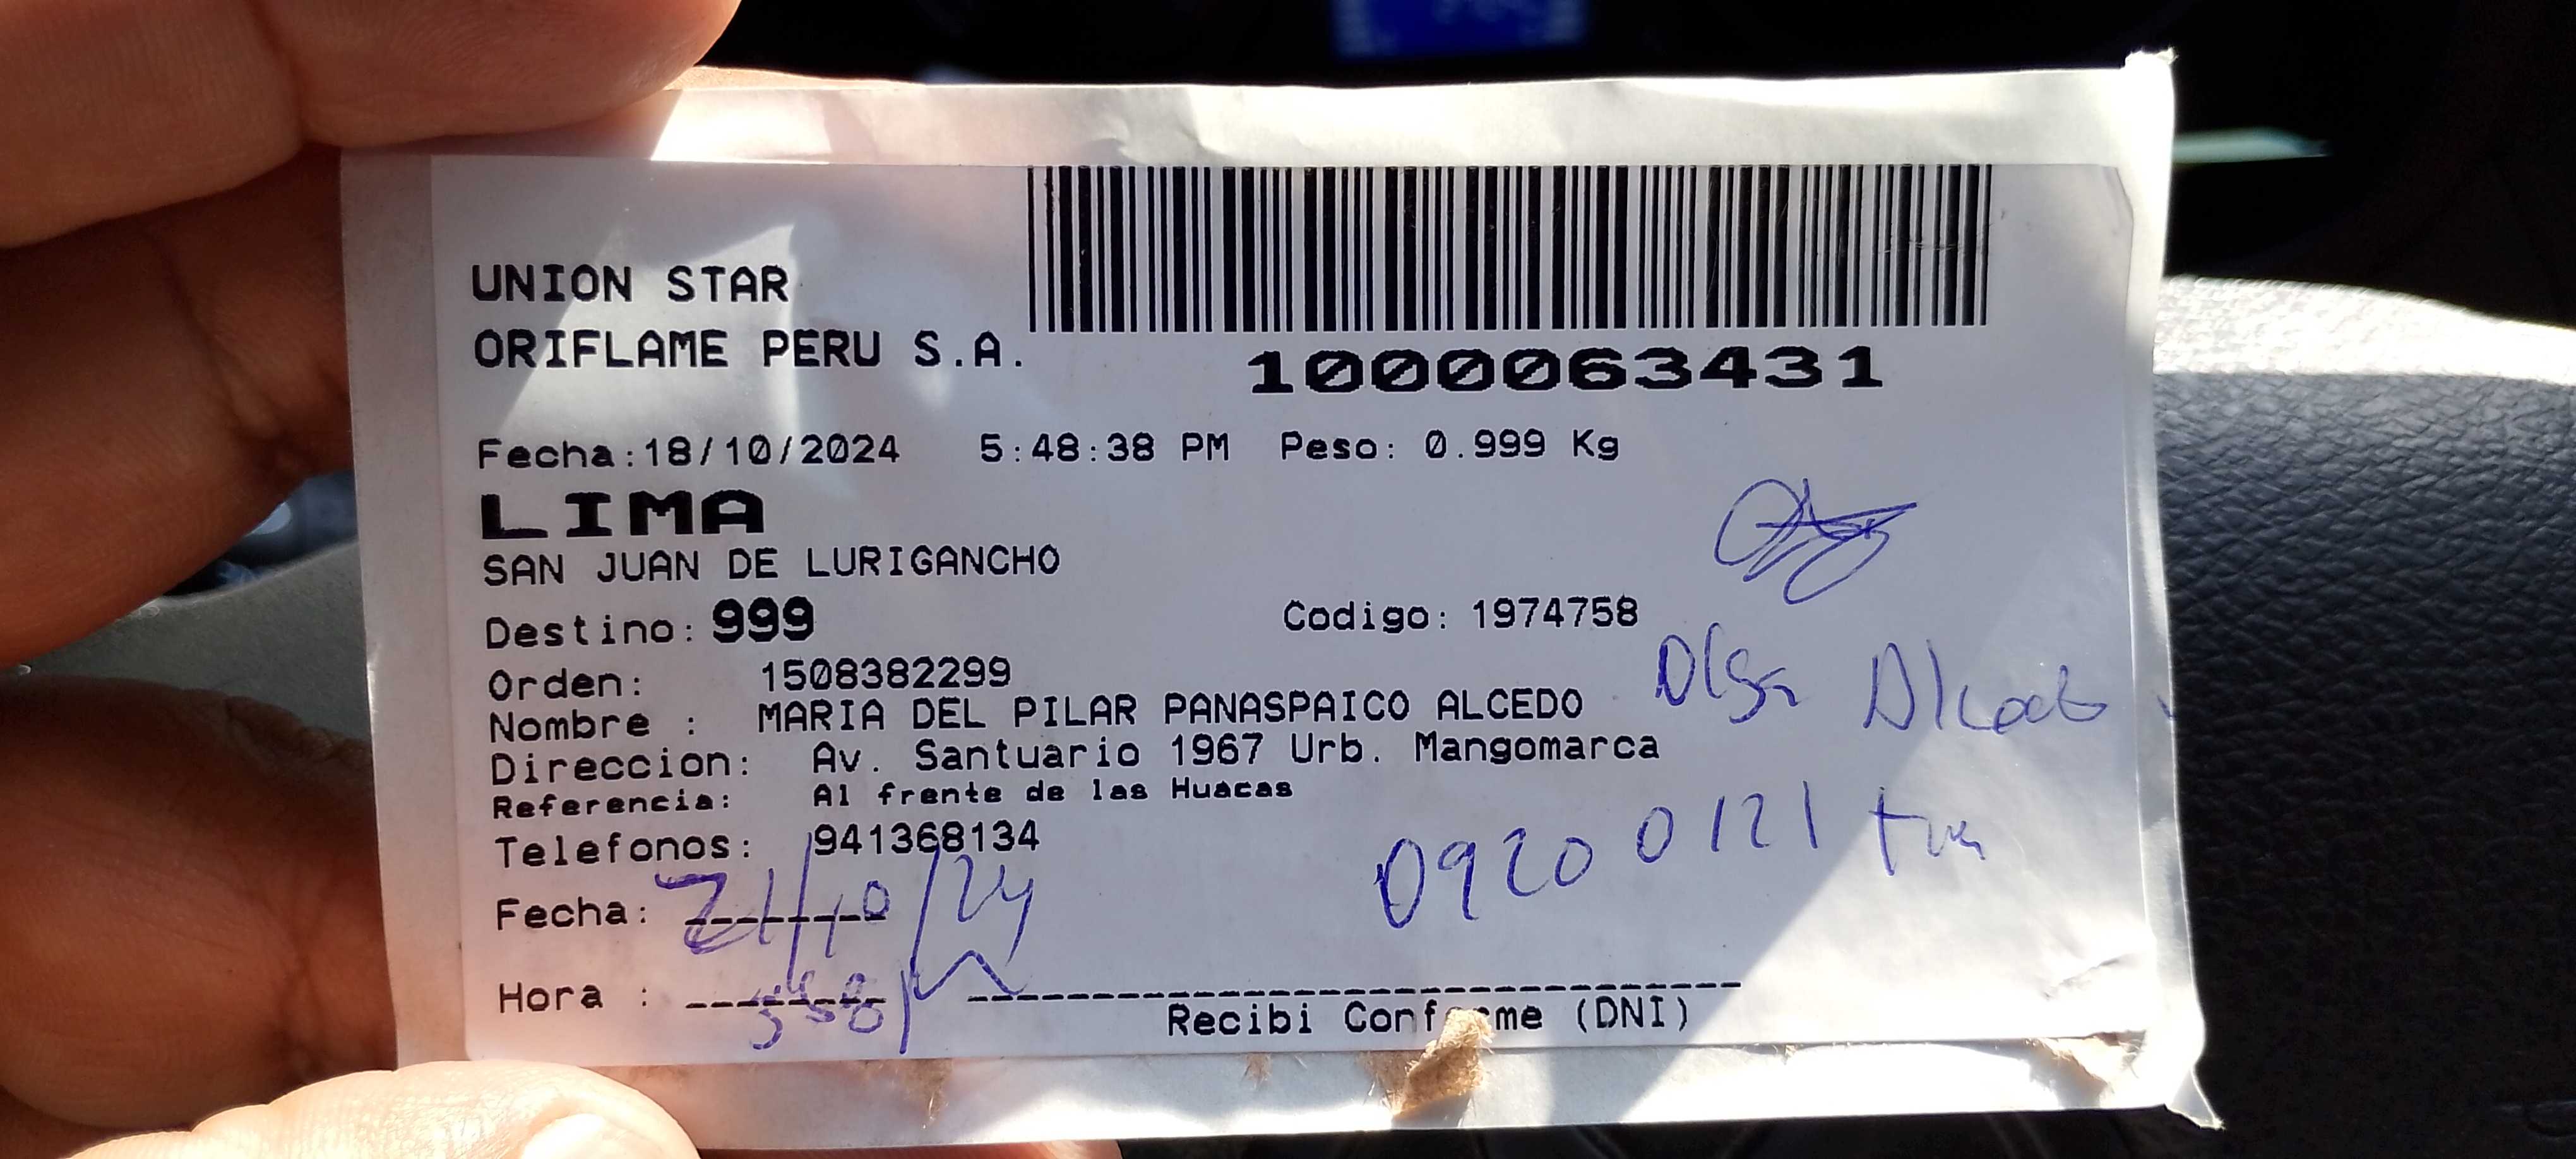 UNION STAR
ORIFLAME PERU S.A.
1000063431
Fecha:18/10/2024 5:48:38 PM Peso: 0.999 Kg
LIMA
SAN JUAN DE LURIGANCHO
Destino: 999 Codigo: 1974758
Orden: 1508382299
Nombre : MARIA DEL PILAR PANASPAICO ALCEDO
Olga
Direccion: Av. Santuario 1967 Urb. Mangomarca
Referencia: Al frente de las Huacas
Telefonos: 941368134
09200121
Fecha: 21/10/24
Hora :
Recibi Conforme (DNI)